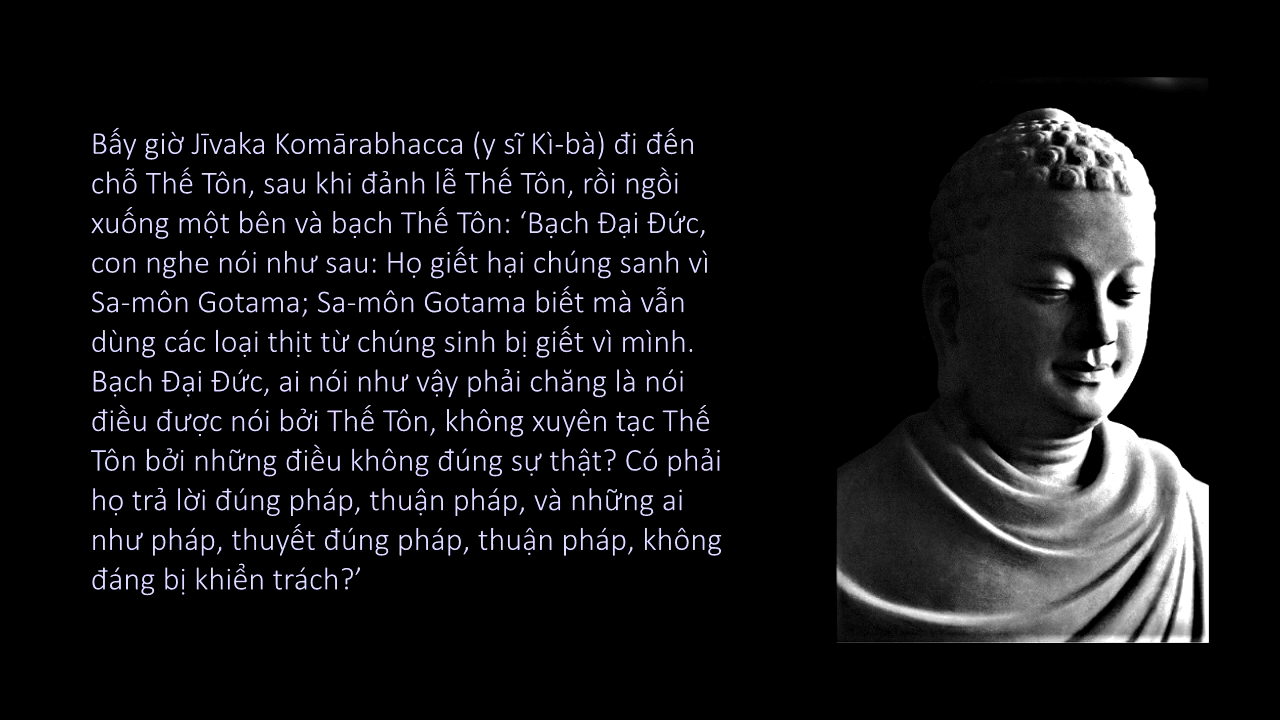 Bấy giờ Jīvaka Komārabhacca (y sĩ Kì-bà) đi đến
chỗ Thế Tôn, sau khi đảnh lễ Thế Tôn, rồi ngồi
xuống một bên và bạch Thế Tôn: ‘Bạch Đại Đức,
con nghe nói như sau: Họ giết hại chúng sanh vì
Sa-môn Gotama; Sa-môn Gotama biết mà vẫn
dùng các loại thịt từ chúng sinh bị giết vì mình.
Bạch Đại Đức, ai nói như vậy phải chăng là nói
điều được nói bởi Thế Tôn, không xuyên tạc Thế
Tôn bởi những điều không đúng sự thật? Có phải
họ trả lời đúng pháp, thuận pháp, và những ai
như pháp, thuyết đúng pháp, thuận pháp, không
đáng bị khiển trách?’